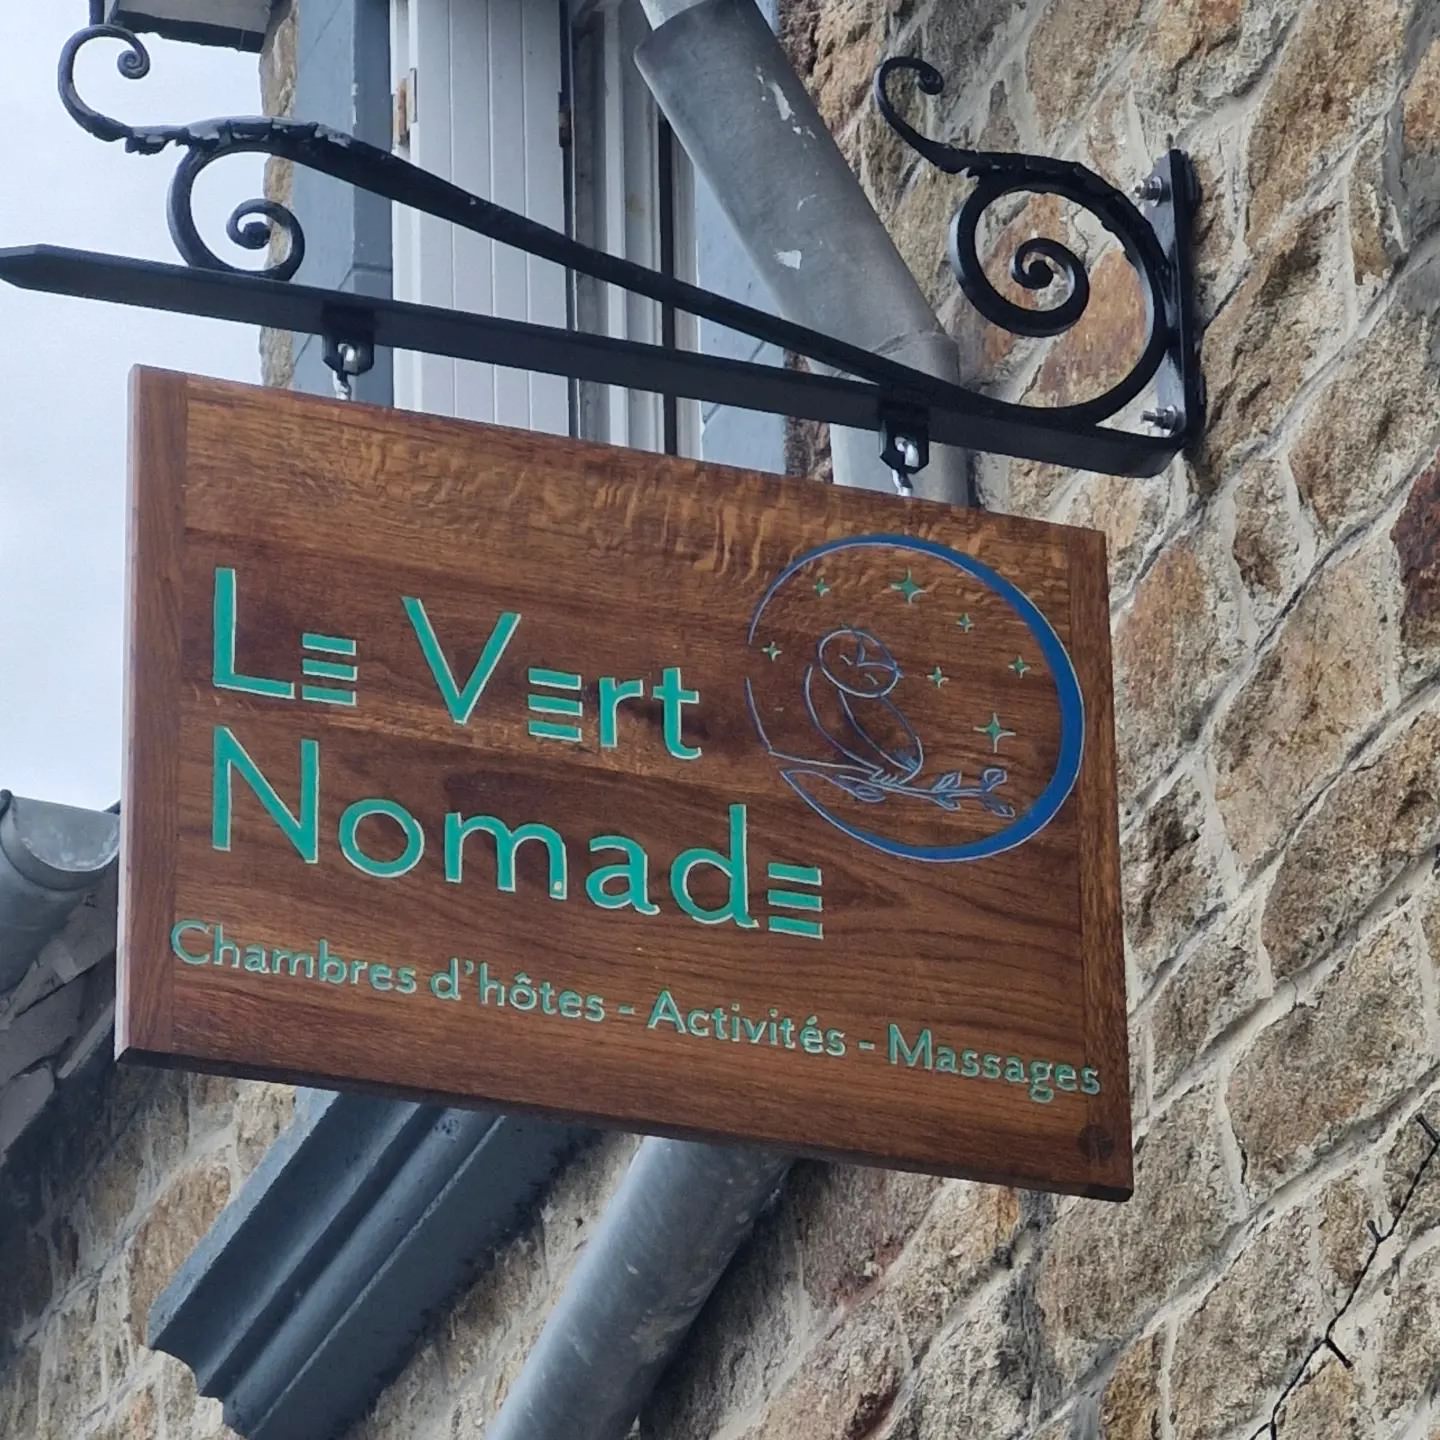 Le Vert
Nomade
Chambres d'hôtes - Activités - Massages